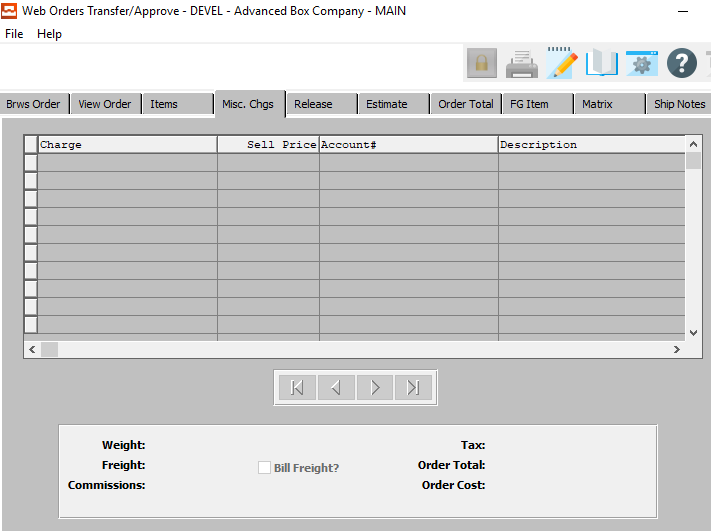 Web Orders Transfer/Approve - DEVEL - Advanced Box Company - MAIN
File Help
Brws Order View Order Items Misc. Chgs Release Estimate Order Total FG Item Matrix Ship Notes
Charge Sell Price Account# Description
Weight: Tax:
Freight: Bill Freight? Order Total:
Commissions: Order Cost: